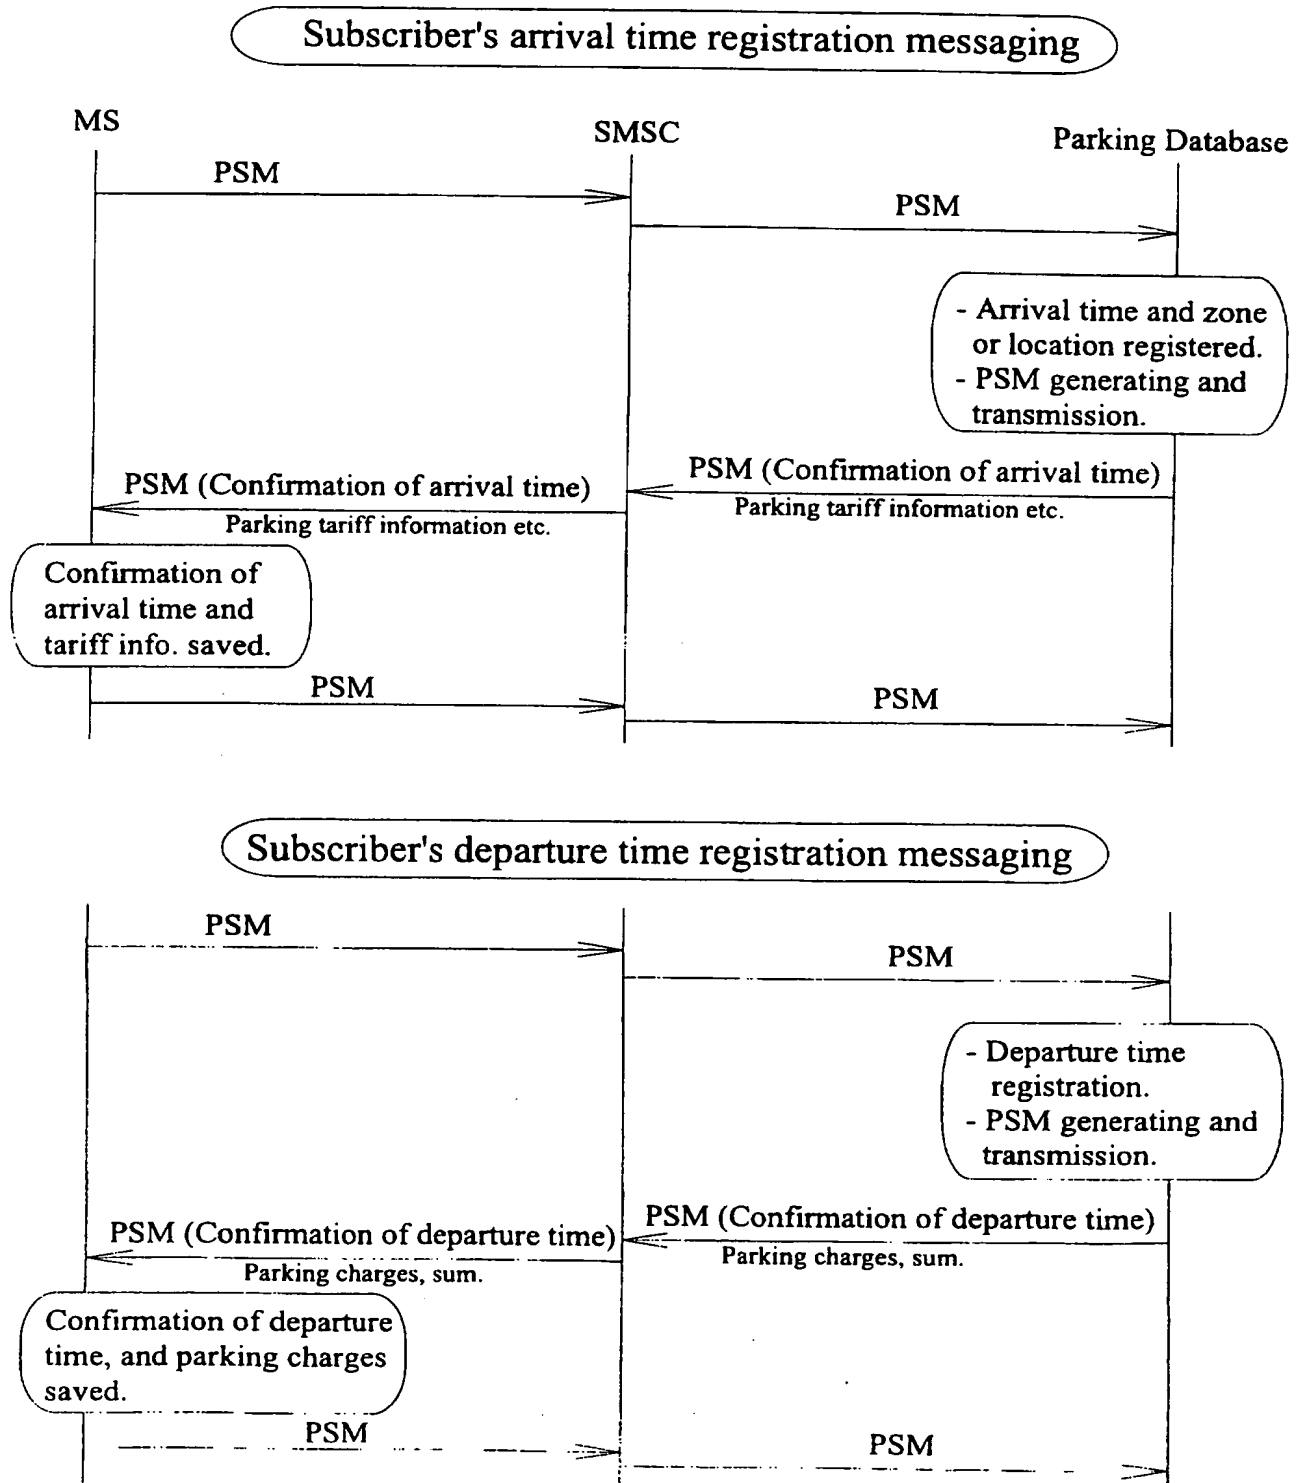 Subscriber's arrival time registration messaging
MS
SMSC
Parking Database
PSM
PSM
- Arrival time and zone
or location registered.
- PSM generating and
transmission.
PSM (Confirmation of arrival time)
Parking tariff information etc.
PSM (Confirmation of arrival time)
Parking tariff information etc.
Confirmation of
arrival time and
tariff info. saved.
PSM
PSM
Subscriber's departure time registration messaging
PSM
PSM
- Departure time
registration.
- PSM generating and
transmission.
PSM (Confirmation of departure time)
Parking charges, sum.
PSM (Confirmation of departure time)
Parking charges, sum.
Confirmation of departure
time, and parking charges
saved.
PSM
PSM